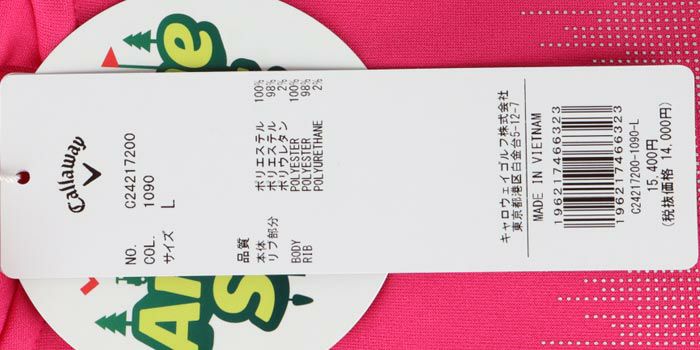 Callaway
NO. C24217200
COL. 1090
サイズ L
品質
本体 ポリエステル 100%
リブ部分 ポリエステル 98%
ポリウレタン 2%
BODY POLYESTER 100%
RIB POLYESTER 98%
POLYURETHANE 2%
キャロウェイゴルフ株式会社
東京都港区白金台5-12-7
MADE IN VIETNAM
196217466323
196217466323
C24217200-1090-L
15,400円
(税抜価格 14,000円)